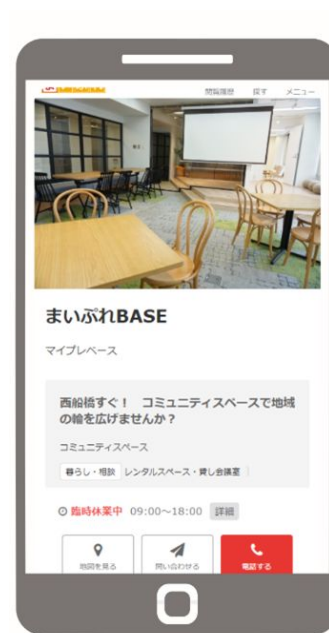 閲覧履歴 探す メニュー
まいぷれBASE
マイプレベース
西船橋すぐ! コミュニティスペースで地域
の輪を広げませんか?
コミュニティスペース
暮らし・相談 レンタルスペース・貸し会議室
臨時休業中 09:00～18:00 詳細
地図を見る 問い合わせる 電話する